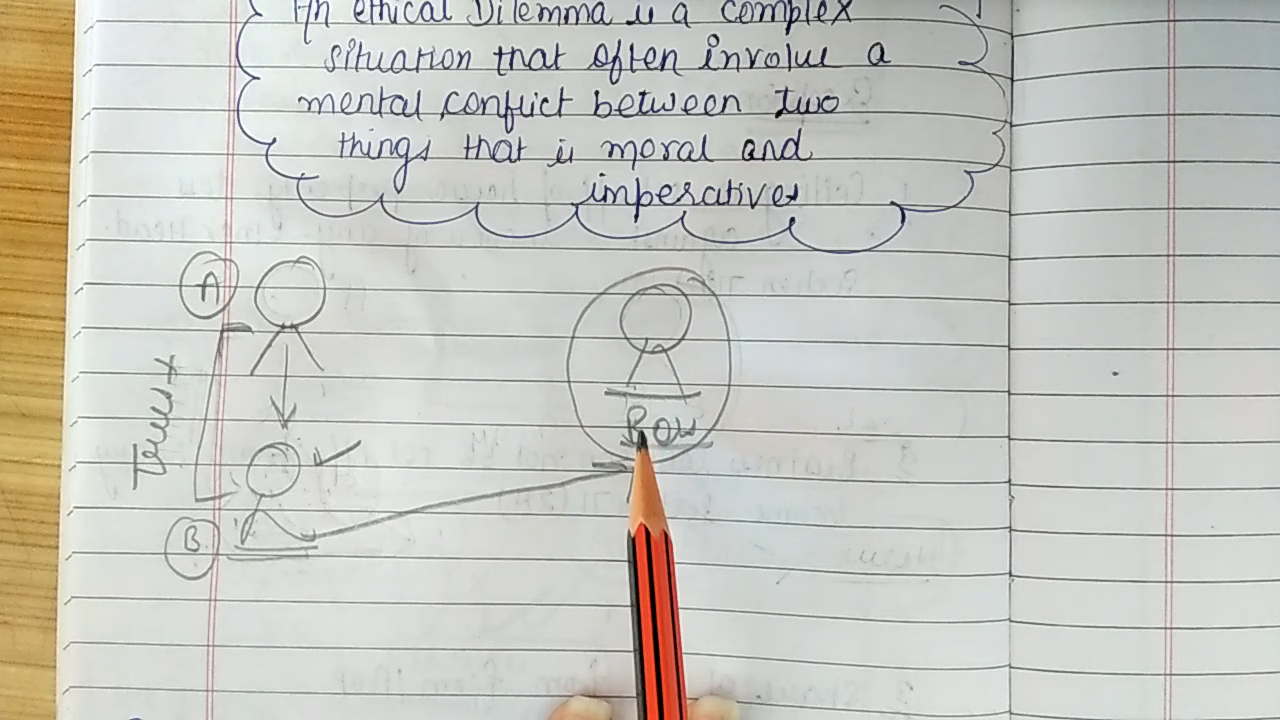 An ethical Dilemma is a complex
situation that often involve a
mental conflict between two
things that is moral and
imperatives
A
Trust
B